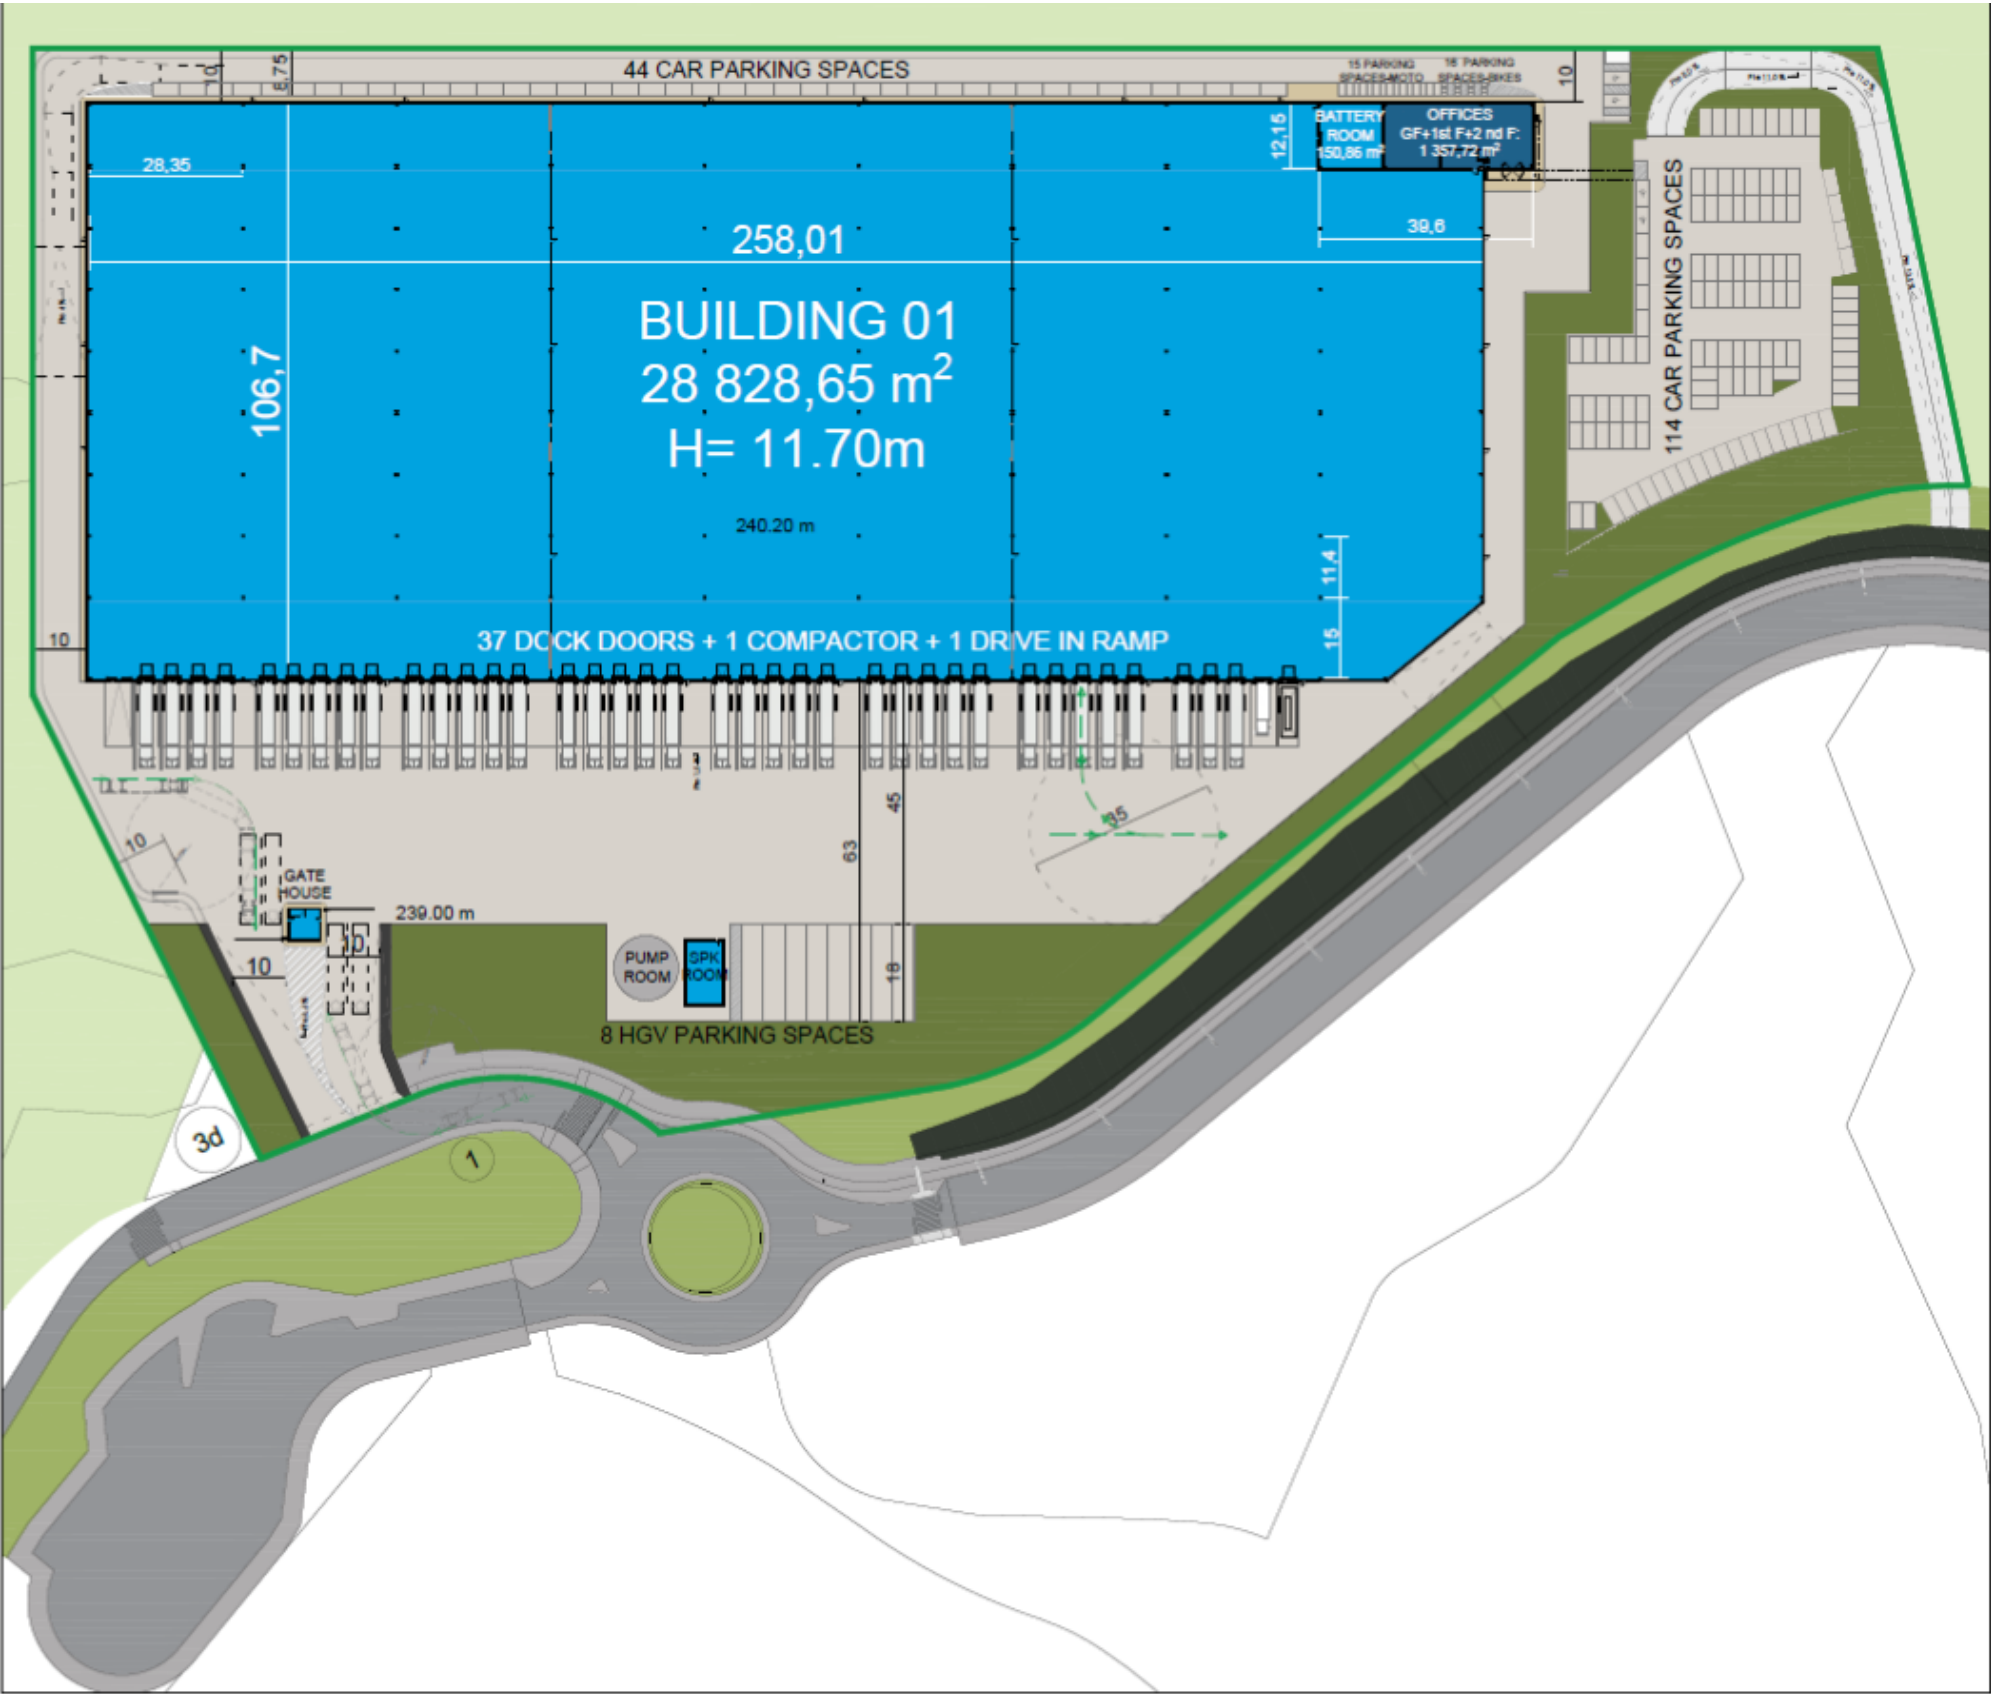 44 CAR PARKING SPACES
15 PARKING
SPACES-MOTO
16 PARKING
SPACES-BIKES
10
8,75
10
BATTERY
ROOM
150,86 m²
OFFICES
GF+1st F+2 nd F:
1 357,72 m²
12,15
28,35
39,6
258,01
BUILDING 01
28 828,65 m²
H= 11.70m
106,7
240.20 m
114 CAR PARKING SPACES
11,4
15
37 DOCK DOORS + 1 COMPACTOR + 1 DRIVE IN RAMP
10
45
63
35
10
GATE
HOUSE
239.00 m
10
10
PUMP
ROOM
SPK
ROOM
18
8 HGV PARKING SPACES
3d
1